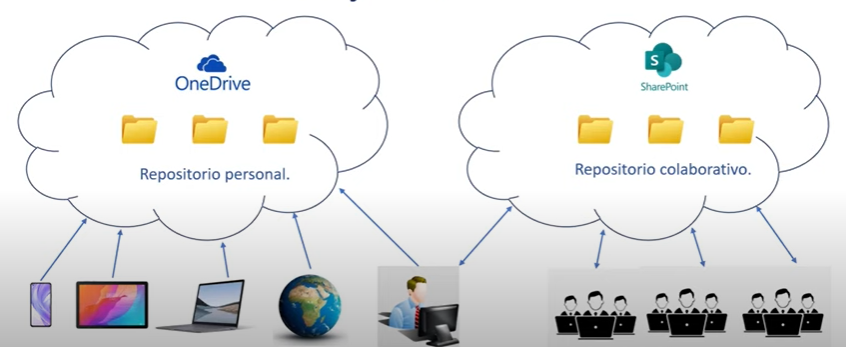 OneDrive
Repositorio personal.
S
SharePoint
Repositorio colaborativo.